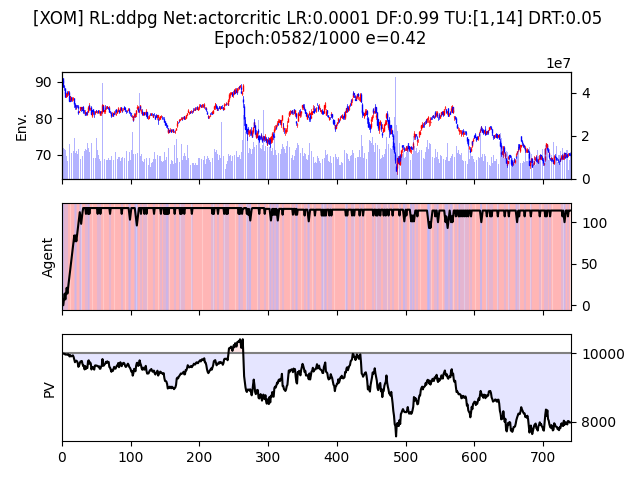 [XOM] RL:ddpg Net:actorcritic LR:0.0001 DF:0.99 TU:[1,14] DRT:0.05
Epoch:0582/1000 e=0.42
1e7
90
80
70
Env.
4
2
0
Agent
100
50
0
PV
10000
8000
0 100 200 300 400 500 600 700